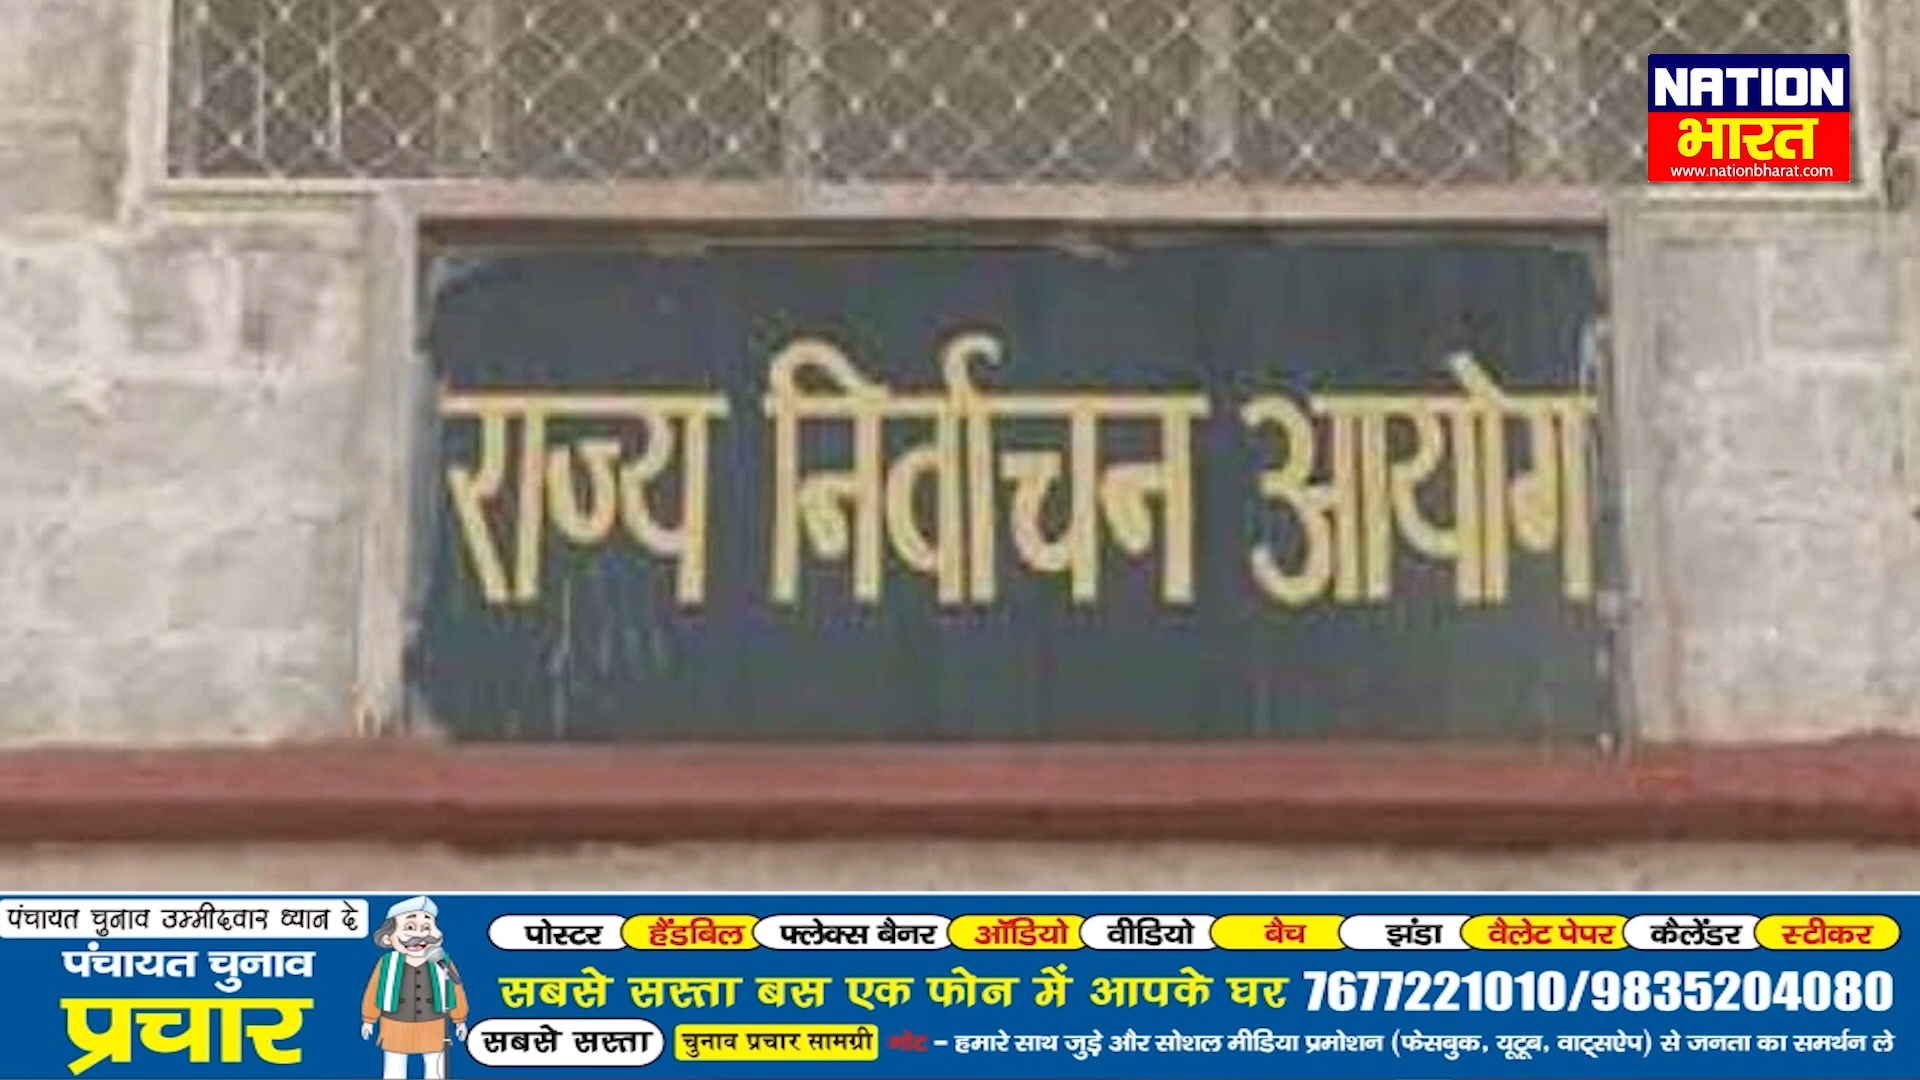 NATION
भारत
www.nationbharat.com
राज्य निर्वाचन आयोग
पंचायत चुनाव उम्मीदवार ध्यान दे
पंचायत चुनाव
प्रचार
पोस्टर हैंडबिल फ्लेक्स बैनर ऑडियो वीडियो बैच झंडा वैलेट पेपर कैलेंडर स्टीकर
सबसे सस्ता बस एक फोन में आपके घर 7677221010/9835204080
सबसे सस्ता चुनाव प्रचार सामग्री नोट - हमारे साथ जुड़े और सोशल मीडिया प्रमोशन (फेसबुक, यूटूब, वाट्सऐप) से जनता का समर्थन ले